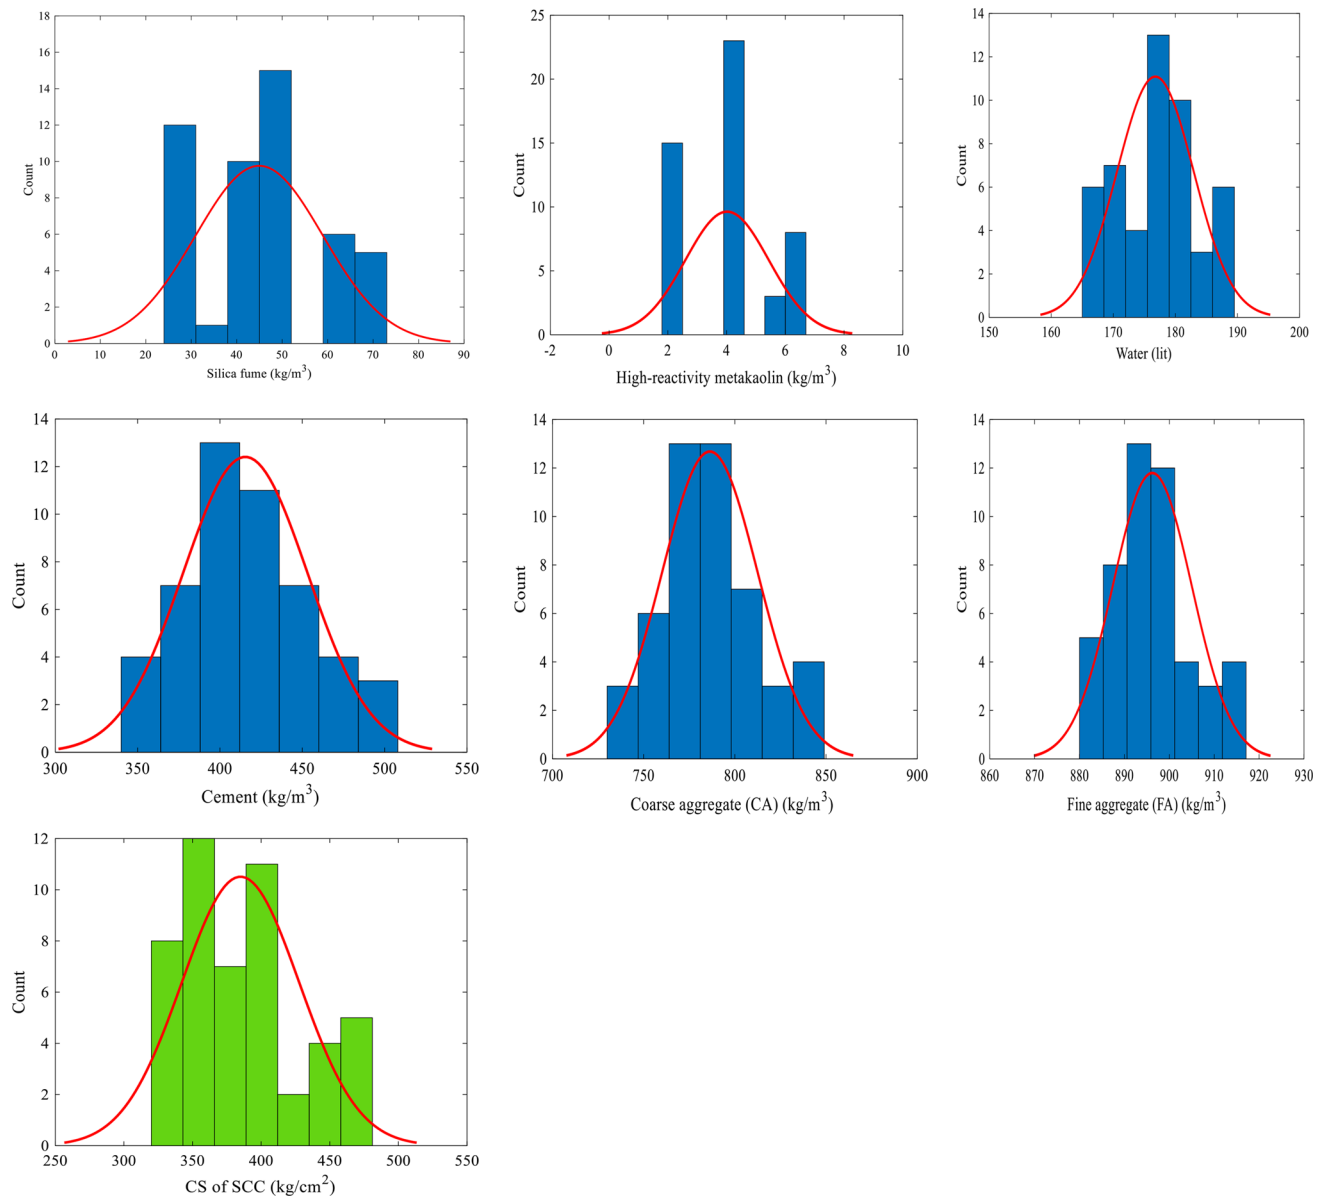 18
16
14
12
10
8
6
4
2
0
Count
0 10 20 30 40 50 60 70 80 90
Silica fume (kg/m³)
25
20
15
10
5
0
Count
-2 0 2 4 6 8 10
High-reactivity metakaolin (kg/m³)
14
12
10
8
6
4
2
0
Count
150 160 170 180 190 200
Water (lit)
14
12
10
8
6
4
2
0
Count
300 350 400 450 500 550
Cement (kg/m³)
14
12
10
8
6
4
2
0
Count
700 750 800 850 900
Coarse aggregate (CA) (kg/m³)
14
12
10
8
6
4
2
0
Count
860 870 880 890 900 910 920 930
Fine aggregate (FA) (kg/m³)
12
10
8
6
4
2
0
Count
250 300 350 400 450 500 550
CS of SCC (kg/cm²)